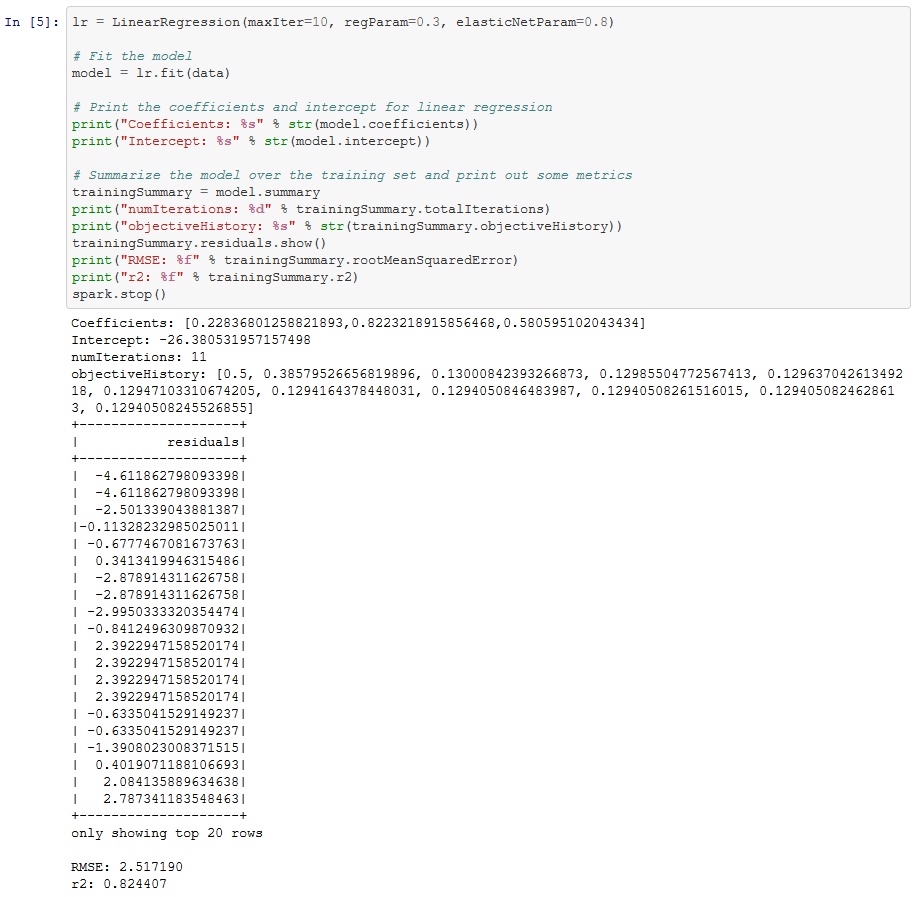 In [5]: lr = LinearRegression(maxIter=10, regParam=0.3, elasticNetParam=0.8)
# Fit the model
model = lr.fit(data)
# Print the coefficients and intercept for linear regression
print("Coefficients: %s" % str(model.coefficients))
print("Intercept: %s" % str(model.intercept))
# Summarize the model over the training set and print out some metrics
trainingSummary = model.summary
print("numIterations: %d" % trainingSummary.totalIterations)
print("objectiveHistory: %s" % str(trainingSummary.objectiveHistory))
trainingSummary.residuals.show()
print("RMSE: %f" % trainingSummary.rootMeanSquaredError)
print("r2: %f" % trainingSummary.r2)
spark.stop()
Coefficients: [0.22836801258821893,0.8223218915856468,0.580595102043434]
Intercept: -26.380531957157498
numIterations: 11
objectiveHistory: [0.5, 0.38579526656819896, 0.13000842393266873, 0.12985504772567413, 0.129637042613492
18, 0.12947103310674205, 0.1294164378448031, 0.1294050846483987, 0.12940508261516015, 0.129405082462861
3, 0.12940508245526855]
+--------------------+
|           residuals|
+--------------------+
|  -4.611862798093398|
|  -4.611862798093398|
|  -2.501339043881387|
|-0.11328232985025011|
| -0.6777467081673763|
|  0.3413419946315486|
|  -2.878914311626758|
|  -2.878914311626758|
| -2.9950333320354474|
| -0.8412496309870932|
|  2.3922947158520174|
|  2.3922947158520174|
|  2.3922947158520174|
|  2.3922947158520174|
| -0.6335041529149237|
| -0.6335041529149237|
| -1.3908023008371515|
|  0.4019071188106693|
|   2.084135889634638|
|   2.787341183548463|
+--------------------+
only showing top 20 rows
RMSE: 2.517190
r2: 0.824407